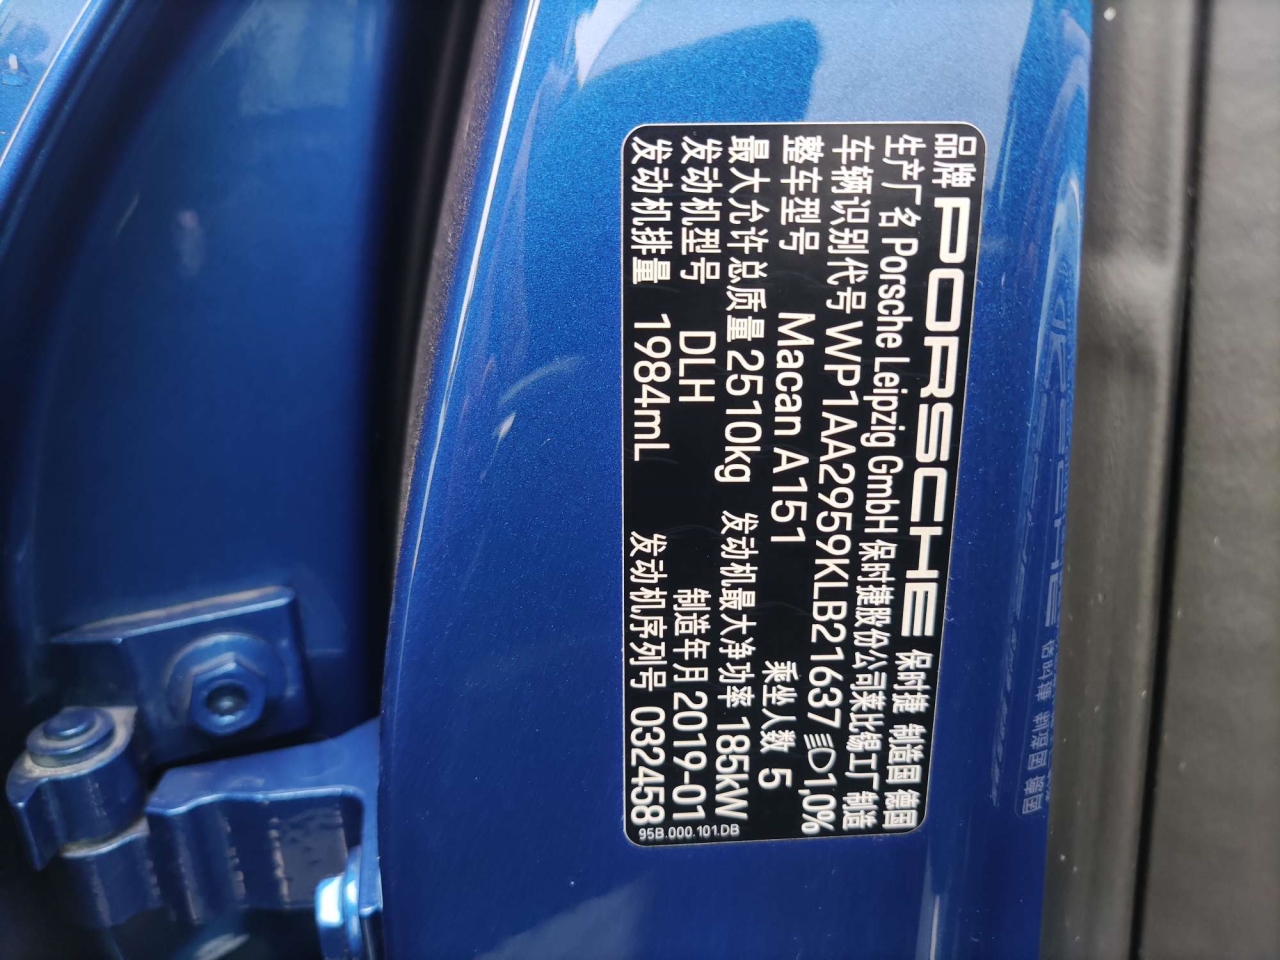 品牌 PORSCHE 保时捷 制造国 德国
生产厂名 Porsche Leipzig GmbH 保时捷股份公司莱比锡工厂 制造
车辆识别代号 WP1AA2959KLB21637 1,0%
整车型号 Macan A151 乘坐人数 5
最大允许总质量 2510kg 发动机最大净功率 185kW
发动机型号 DLH 制造年月 2019-01
发动机排量 1984mL 发动机序列号 032458
95B.000.101.DB